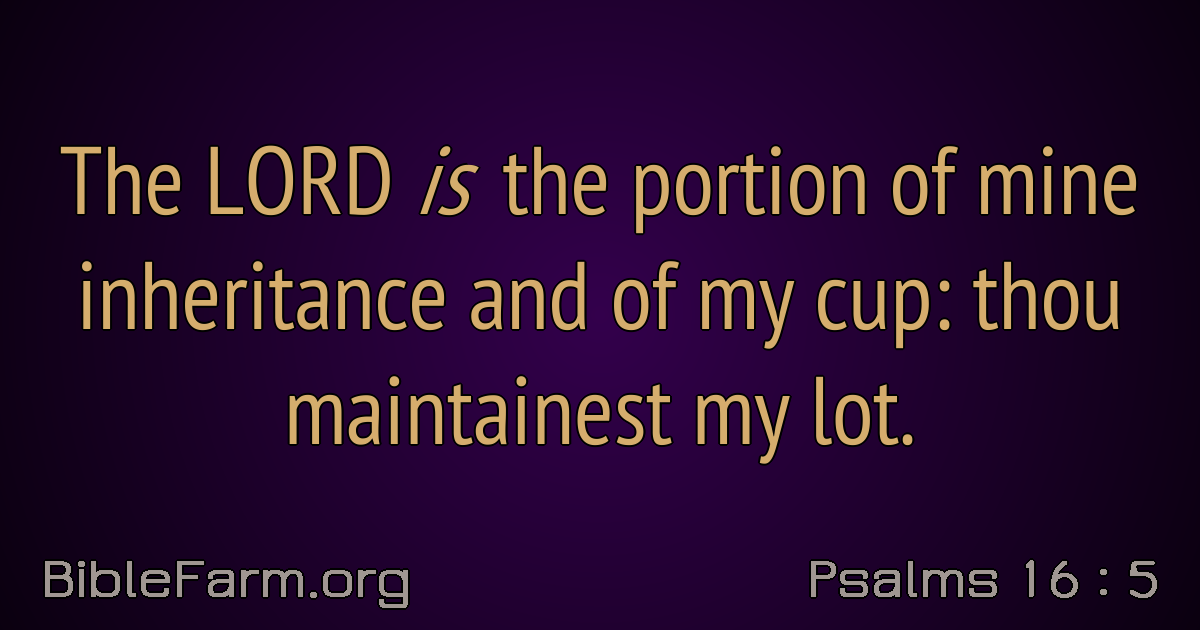 The LORD is the portion of mine
inheritance and of my cup: thou
maintainest my lot.
BibleFarm.org
Psalms 16 : 5